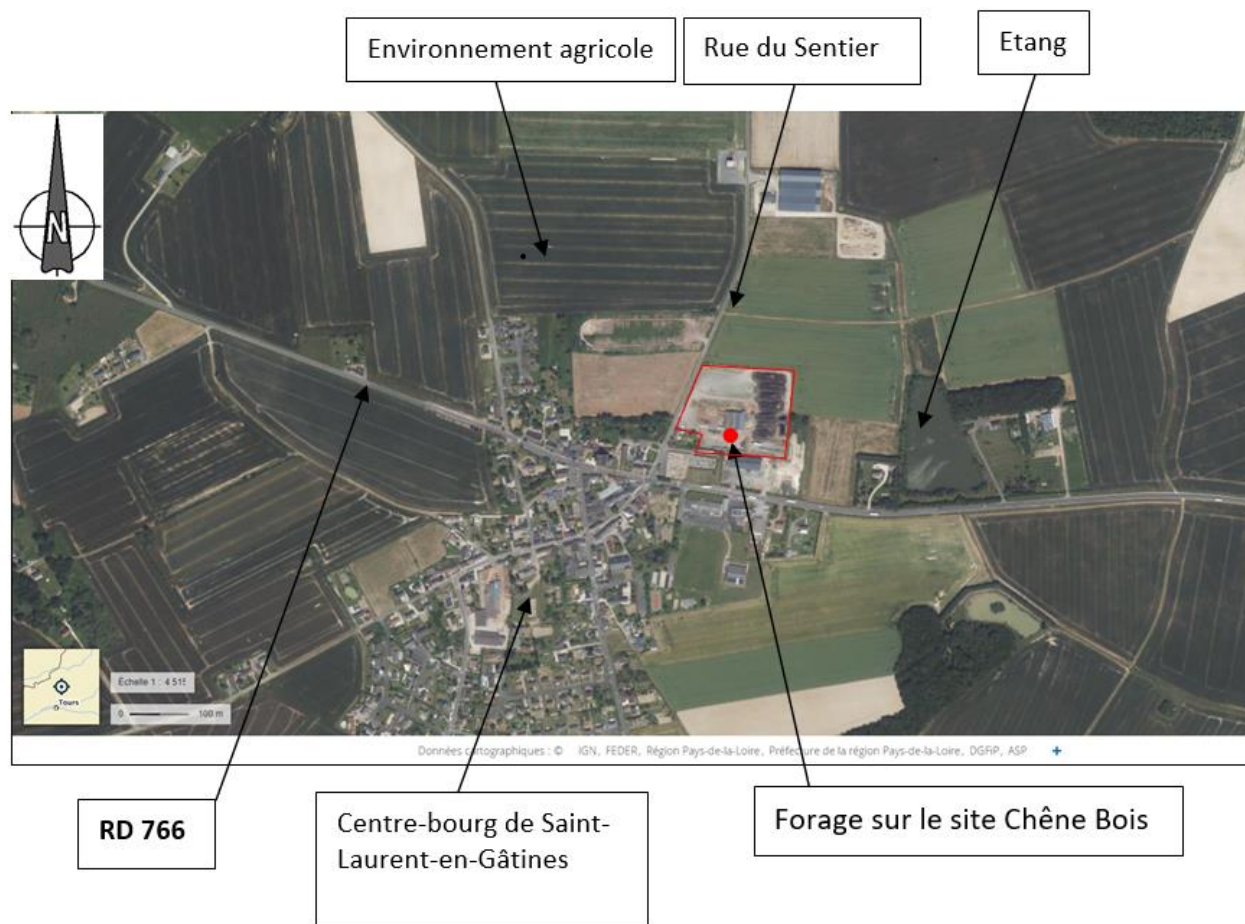 Environnement agricole
Rue du Sentier
Etang
N
Tours
Echelle 1 : 4 515
0 100 m
Données cartographiques : © IGN, FEDER, Région Pays-de-la-Loire, Préfecture de la région Pays-de-la-Loire, DGFiP, ASP +
RD 766
Centre-bourg de Saint-
Laurent-en-Gâtines
Forage sur le site Chêne Bois